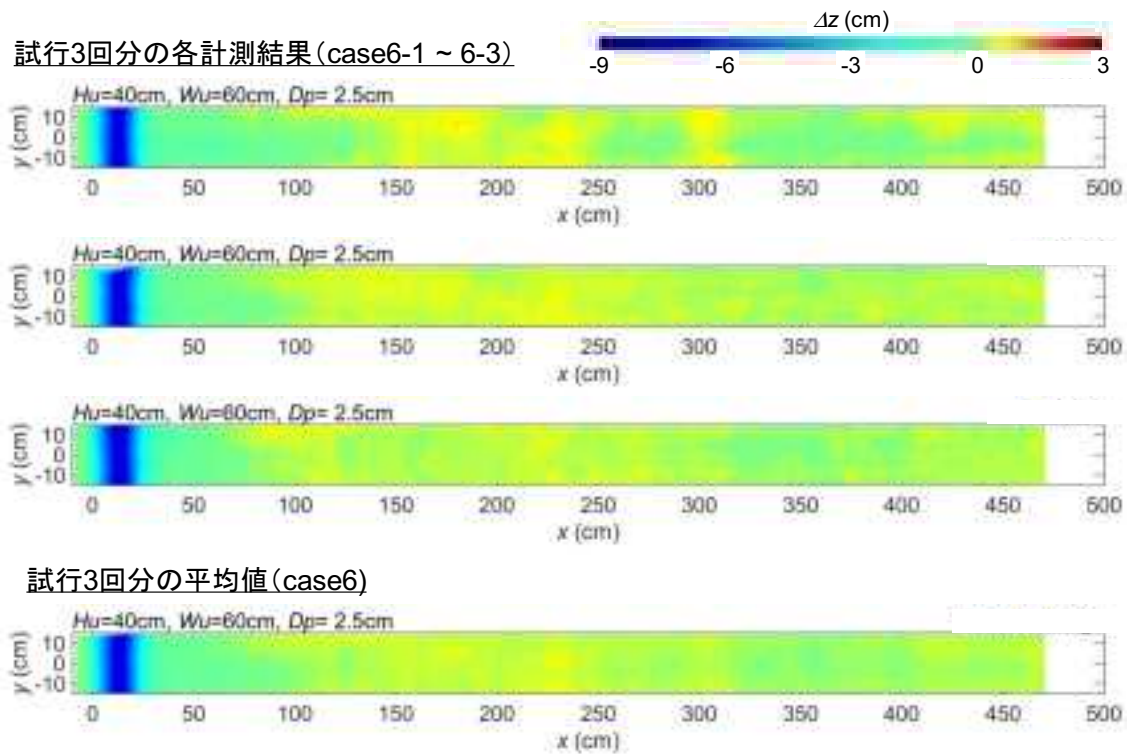 Δz (cm)
試行3回分の各計測結果(case6-1 ~ 6-3)
-9 -6 -3 0 3
Hu=40cm, Wu=60cm, Dp= 2.5cm
y (cm)
10
0
-10
0 50 100 150 200 250 300 350 400 450 500
x (cm)
Hu=40cm, Wu=60cm, Dp= 2.5cm
y (cm)
10
0
-10
0 50 100 150 200 250 300 350 400 450 500
x (cm)
Hu=40cm, Wu=60cm, Dp= 2.5cm
y (cm)
10
0
-10
0 50 100 150 200 250 300 350 400 450 500
x (cm)
試行3回分の平均値(case6)
Hu=40cm, Wu=60cm, Dp= 2.5cm
y (cm)
10
0
-10
0 50 100 150 200 250 300 350 400 450 500
x (cm)